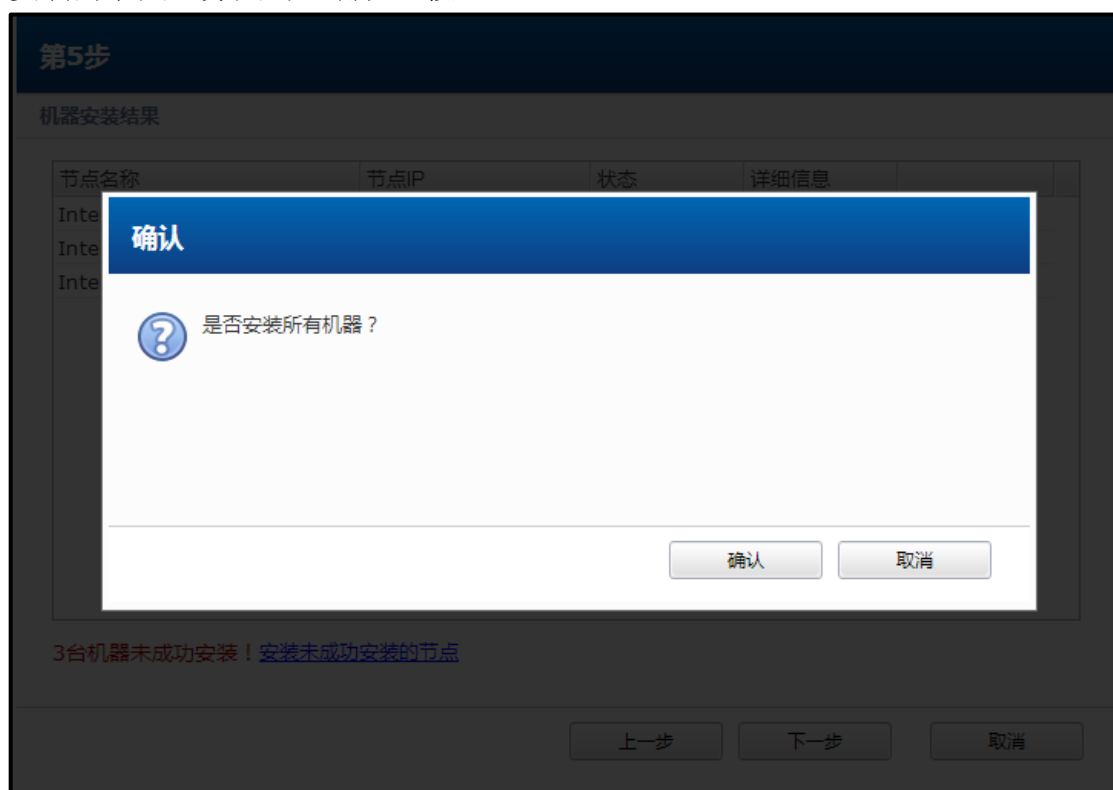 第5步
机器安装结果
节点名称 节点IP 状态 详细信息
Inte
Inte
Inte
确认
是否安装所有机器？
确认 取消
3台机器未成功安装！安装未成功安装的节点
上一步 下一步 取消